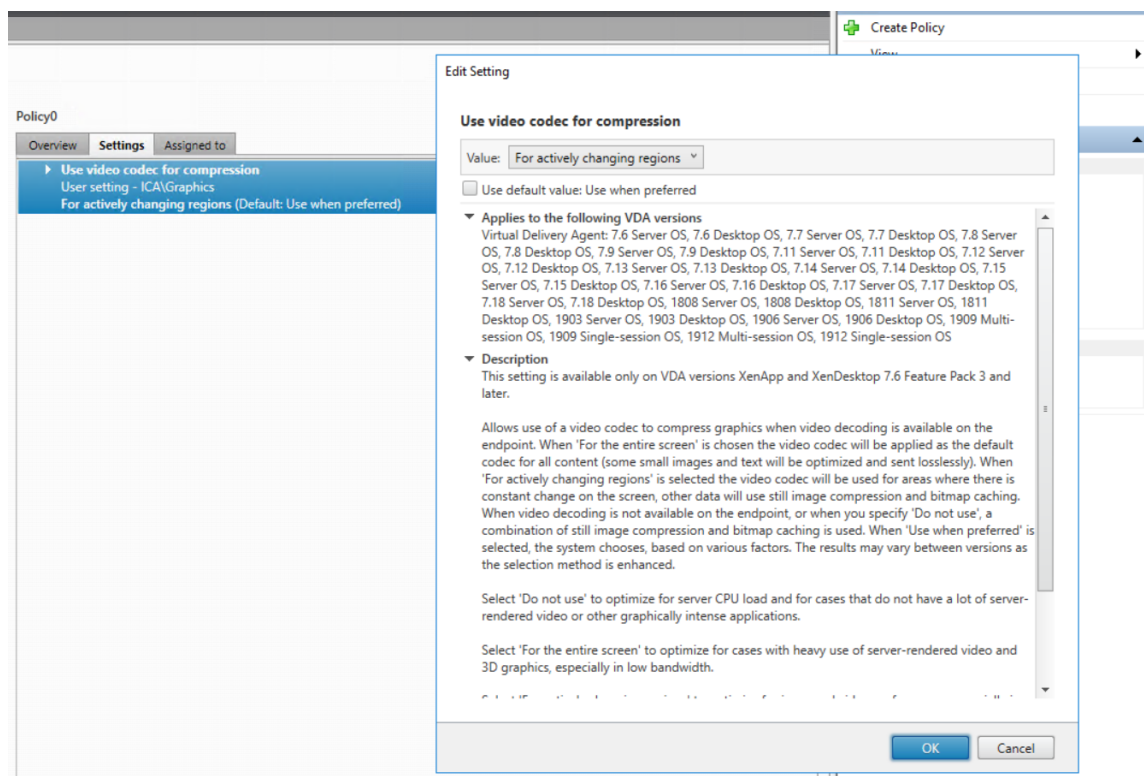 Create Policy
View
Edit Setting
Policy0
Overview Settings Assigned to
Use video codec for compression
User setting - ICA\Graphics
For actively changing regions (Default: Use when preferred)
Use video codec for compression
Value: For actively changing regions
Use default value: Use when preferred
Applies to the following VDA versions
Virtual Delivery Agent: 7.6 Server OS, 7.6 Desktop OS, 7.7 Server OS, 7.7 Desktop OS, 7.8 Server
OS, 7.8 Desktop OS, 7.9 Server OS, 7.9 Desktop OS, 7.11 Server OS, 7.11 Desktop OS, 7.12 Server
OS, 7.12 Desktop OS, 7.13 Server OS, 7.13 Desktop OS, 7.14 Server OS, 7.14 Desktop OS, 7.15
Server OS, 7.15 Desktop OS, 7.16 Server OS, 7.16 Desktop OS, 7.17 Server OS, 7.17 Desktop OS,
7.18 Server OS, 7.18 Desktop OS, 1808 Server OS, 1808 Desktop OS, 1811 Server OS, 1811
Desktop OS, 1903 Server OS, 1903 Desktop OS, 1906 Server OS, 1906 Desktop OS, 1909 Multi-
session OS, 1909 Single-session OS, 1912 Multi-session OS, 1912 Single-session OS
Description
This setting is available only on VDA versions XenApp and XenDesktop 7.6 Feature Pack 3 and
later.
Allows use of a video codec to compress graphics when video decoding is available on the
endpoint. When 'For the entire screen' is chosen the video codec will be applied as the default
codec for all content (some small images and text will be optimized and sent losslessly). When
'For actively changing regions' is selected the video codec will be used for areas where there is
constant change on the screen, other data will use still image compression and bitmap caching.
When video decoding is not available on the endpoint, or when you specify 'Do not use', a
combination of still image compression and bitmap caching is used. When 'Use when preferred' is
selected, the system chooses, based on various factors. The results may vary between versions as
the selection method is enhanced.
Select 'Do not use' to optimize for server CPU load and for cases that do not have a lot of server-
rendered video or other graphically intense applications.
Select 'For the entire screen' to optimize for cases with heavy use of server-rendered video and
3D graphics, especially in low bandwidth.
OK Cancel